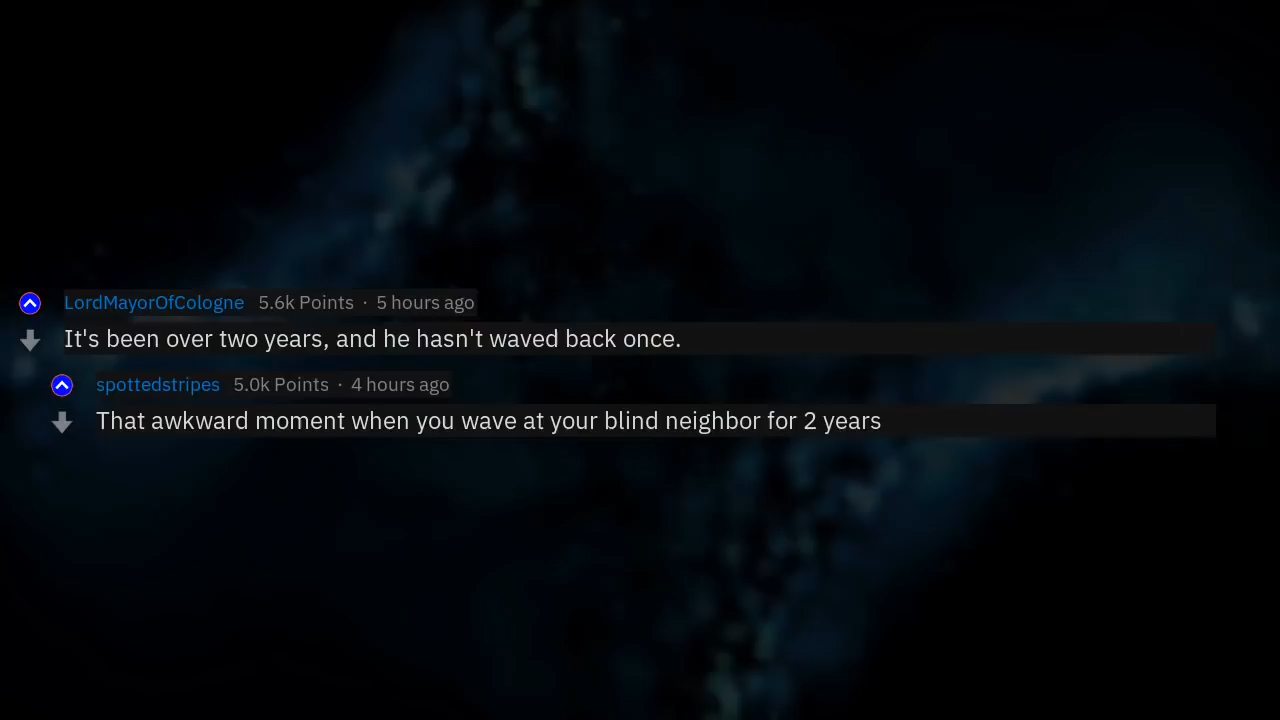 LordMayorOfCologne 5.6k Points · 5 hours ago
It's been over two years, and he hasn't waved back once.
spottedstripes 5.0k Points · 4 hours ago
That awkward moment when you wave at your blind neighbor for 2 years